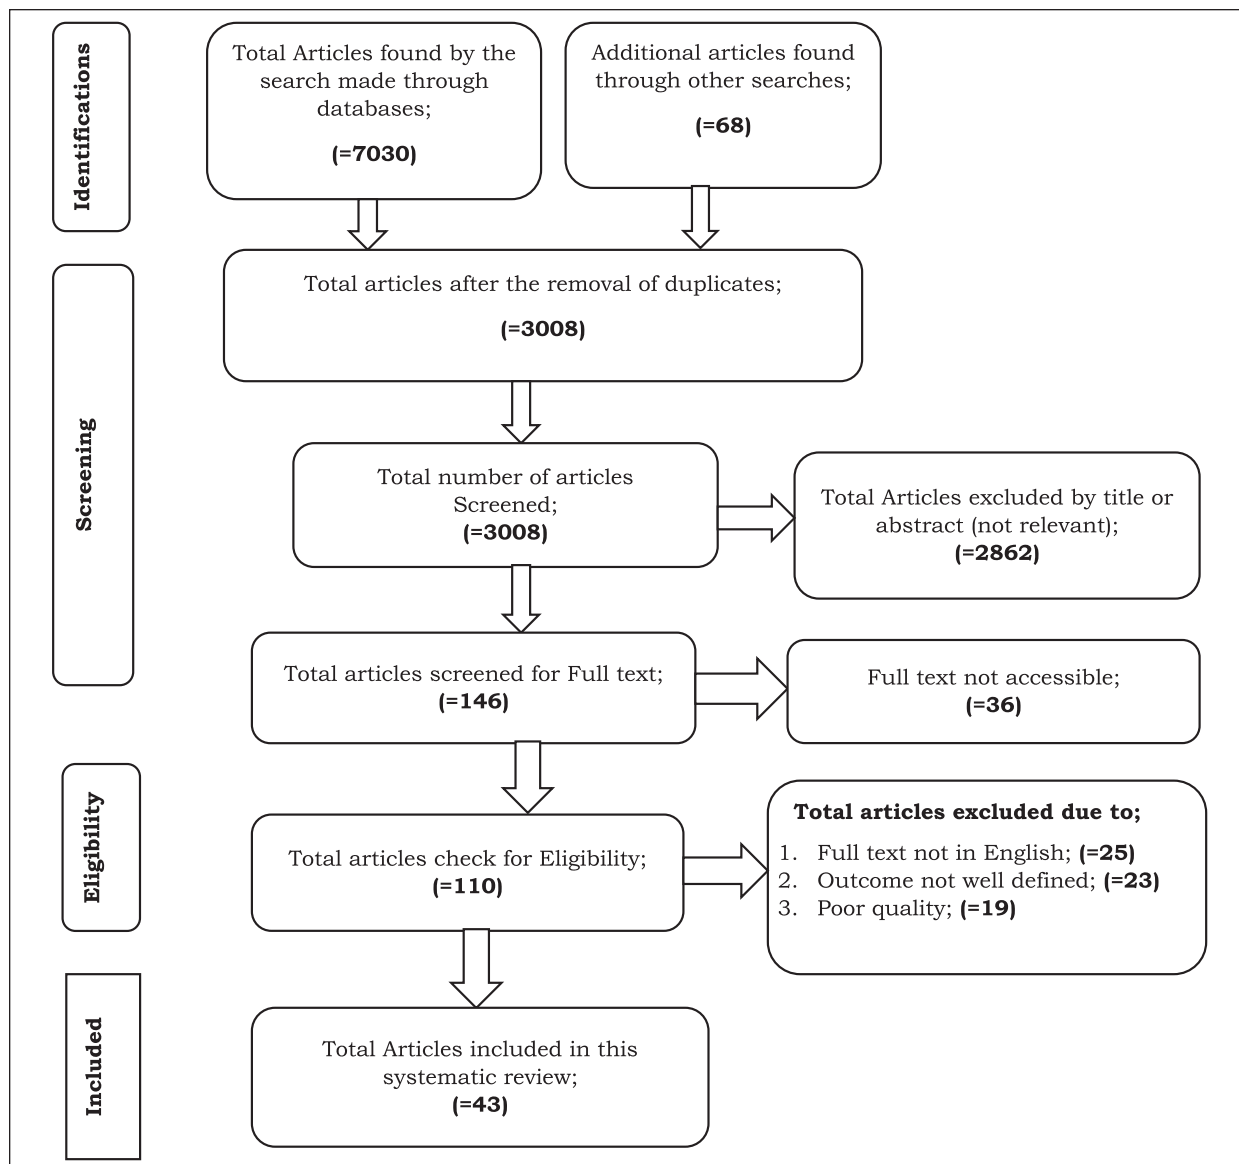 Identifications
Total Articles found by the
search made through
databases;
(=7030)
Additional articles found
through other searches;
(=68)
Screening
Total articles after the removal of duplicates;
(=3008)
Total number of articles
Screened;
(=3008)
Total Articles excluded by title or
abstract (not relevant);
(=2862)
Total articles screened for Full text;
(=146)
Full text not accessible;
(=36)
Eligibility
Total articles check for Eligibility;
(=110)
Total articles excluded due to;
1. Full text not in English; (=25)
2. Outcome not well defined; (=23)
3. Poor quality; (=19)
Included
Total Articles included in this
systematic review;
(=43)